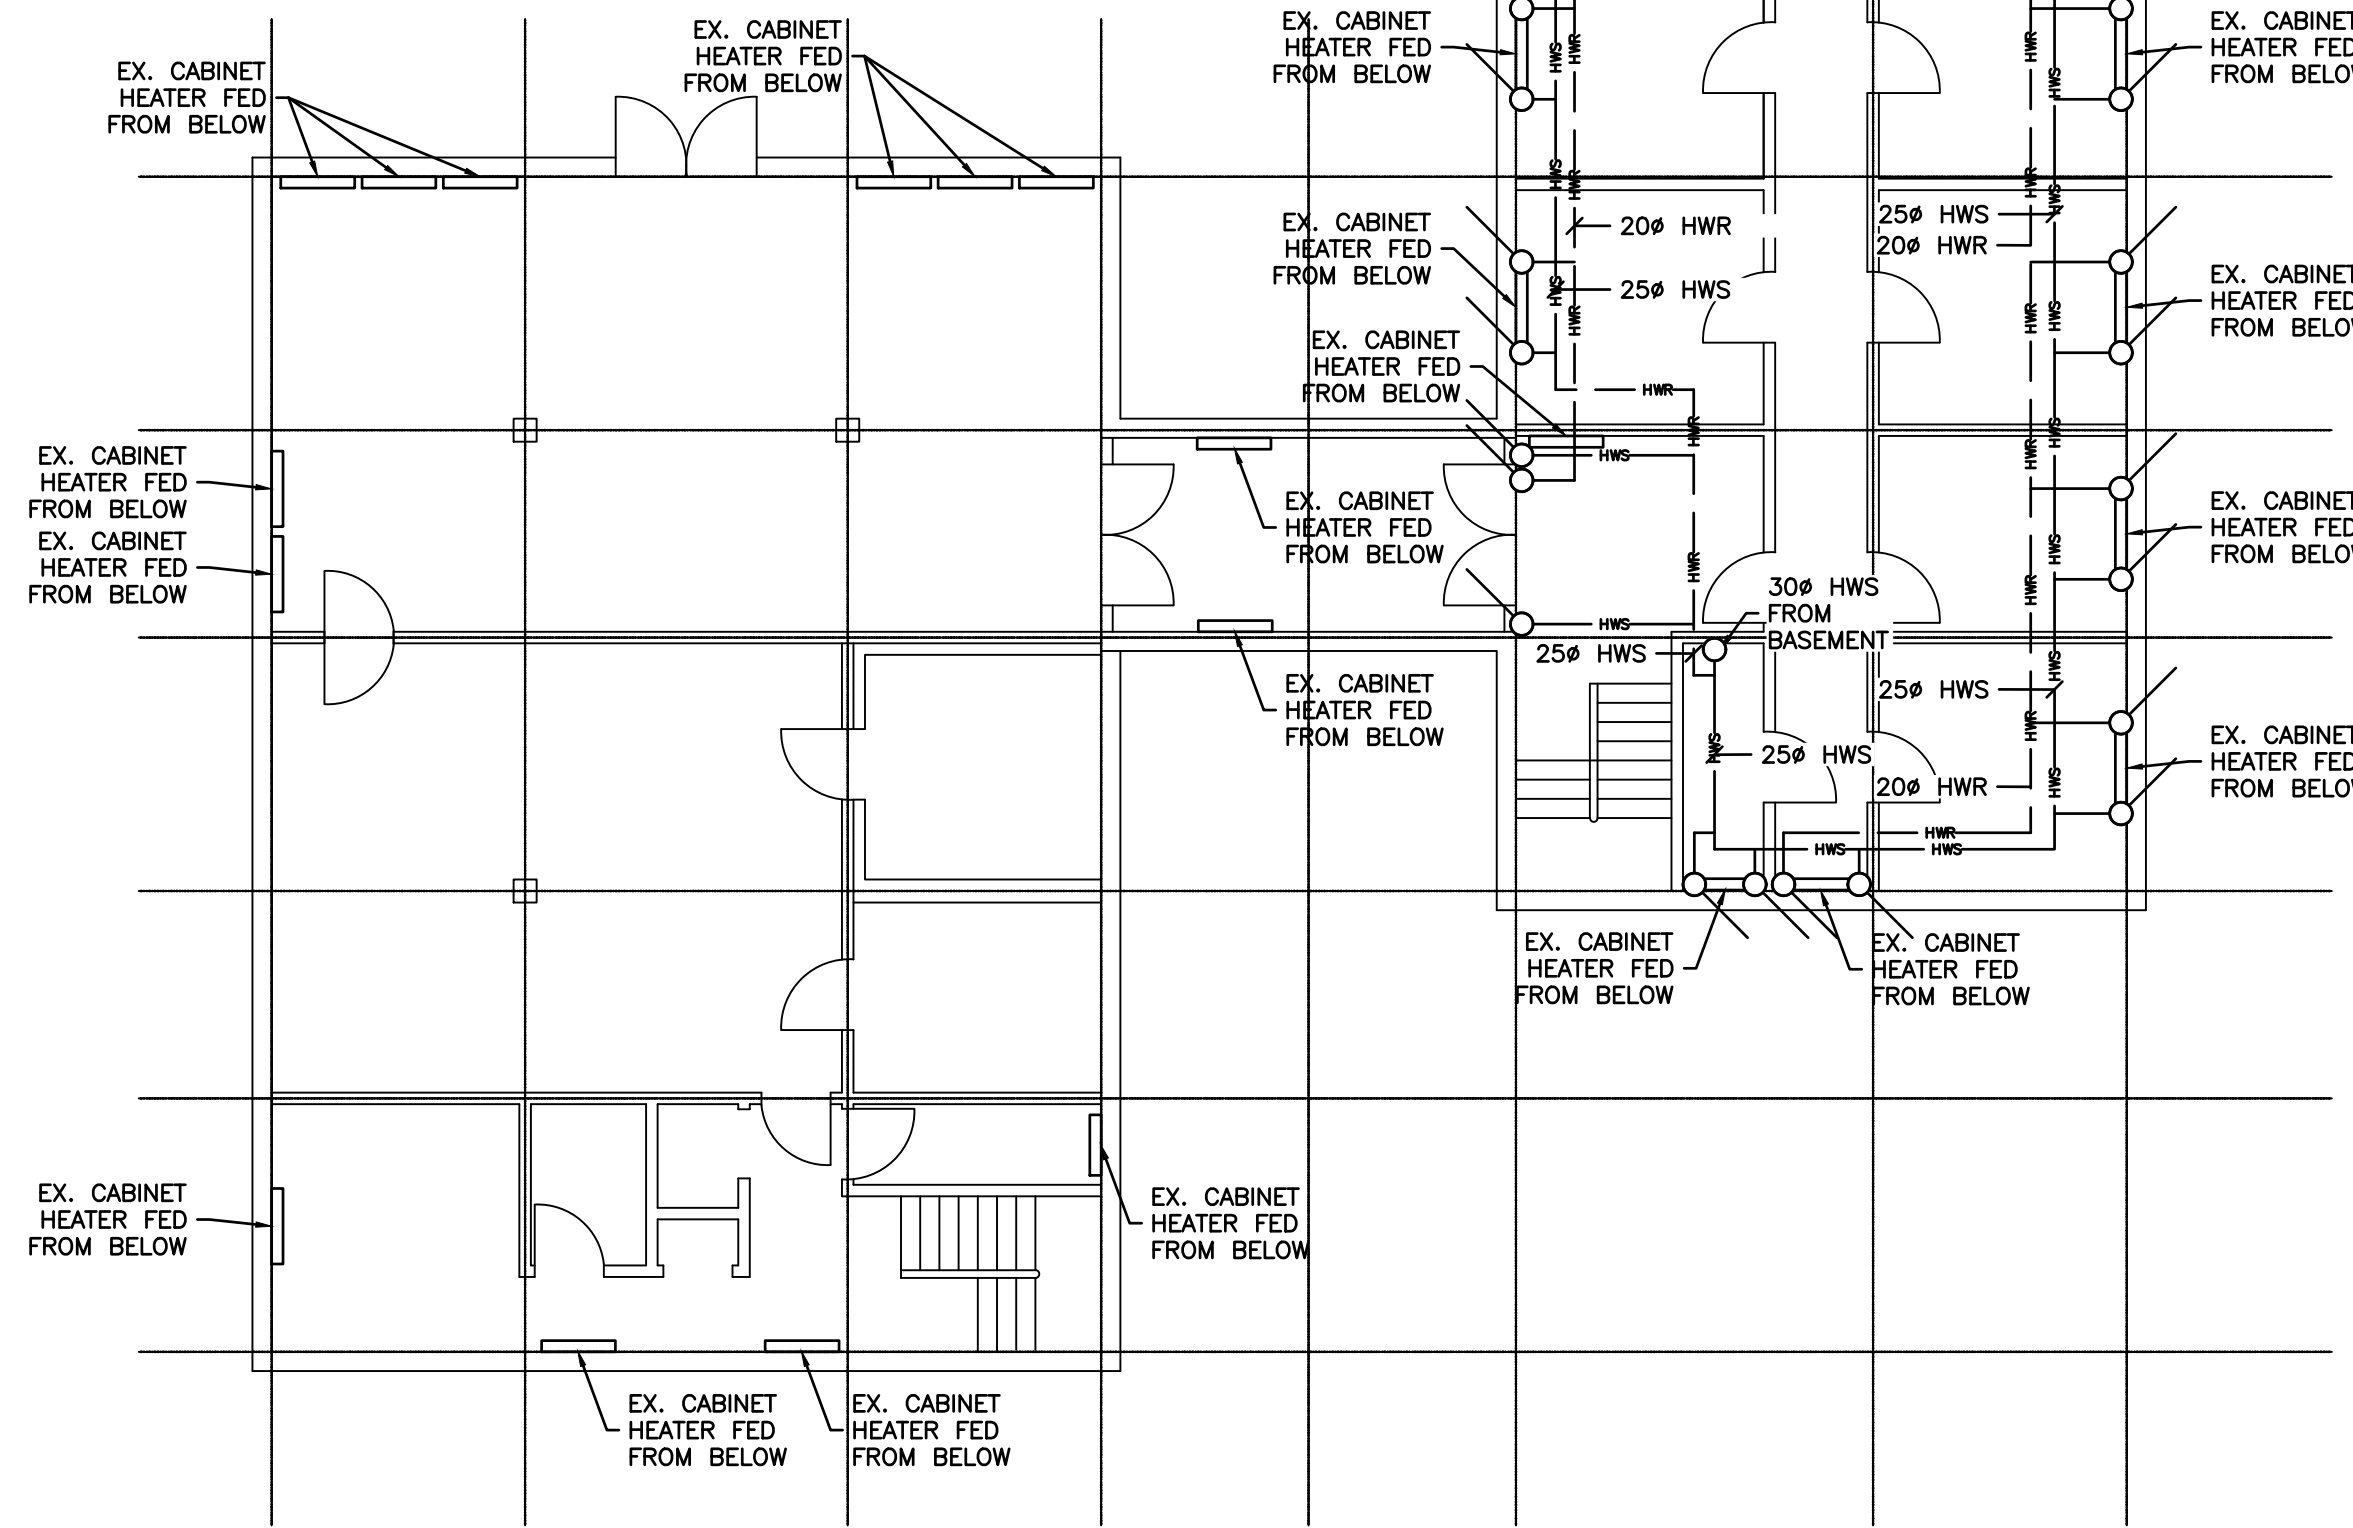 EX. CABINET
HEATER FED
FROM BELOW
EX. CABINET
HEATER FED
FROM BELOW
EX. CABINET
HEATER FED
FROM BELOW
EX. CABINET
HEATER FED
FROM BELOW
HWS
HWR
HWR
HWS
HWS
HWR
HWR
HWS
EX. CABINET
HEATER FED
FROM BELOW
20ø HWR
25ø HWS
20ø HWR
HWS
25ø HWS
HWR
HWR
HWS
EX. CABINET
HEATER FED
FROM BELOW
EX. CABINET
HEATER FED
FROM BELOW
HWR
HWR
HWS
HWR
HWS
EX. CABINET
HEATER FED
FROM BELOW
EX. CABINET
HEATER FED
FROM BELOW
EX. CABINET
HEATER FED
FROM BELOW
EX. CABINET
HEATER FED
FROM BELOW
HWR
HWS
HWR
30ø HWS
FROM
BASEMENT
HWS
25ø HWS
HWS
EX. CABINET
HEATER FED
FROM BELOW
25ø HWS
HWR
EX. CABINET
HEATER FED
FROM BELOW
HWS
25ø HWS
20ø HWR
HWS
HWR
HWS
HWS
EX. CABINET
HEATER FED
FROM BELOW
EX. CABINET
HEATER FED
FROM BELOW
EX. CABINET
HEATER FED
FROM BELOW
EX. CABINET
HEATER FED
FROM BELOW
EX. CABINET
HEATER FED
FROM BELOW
EX. CABINET
HEATER FED
FROM BELOW